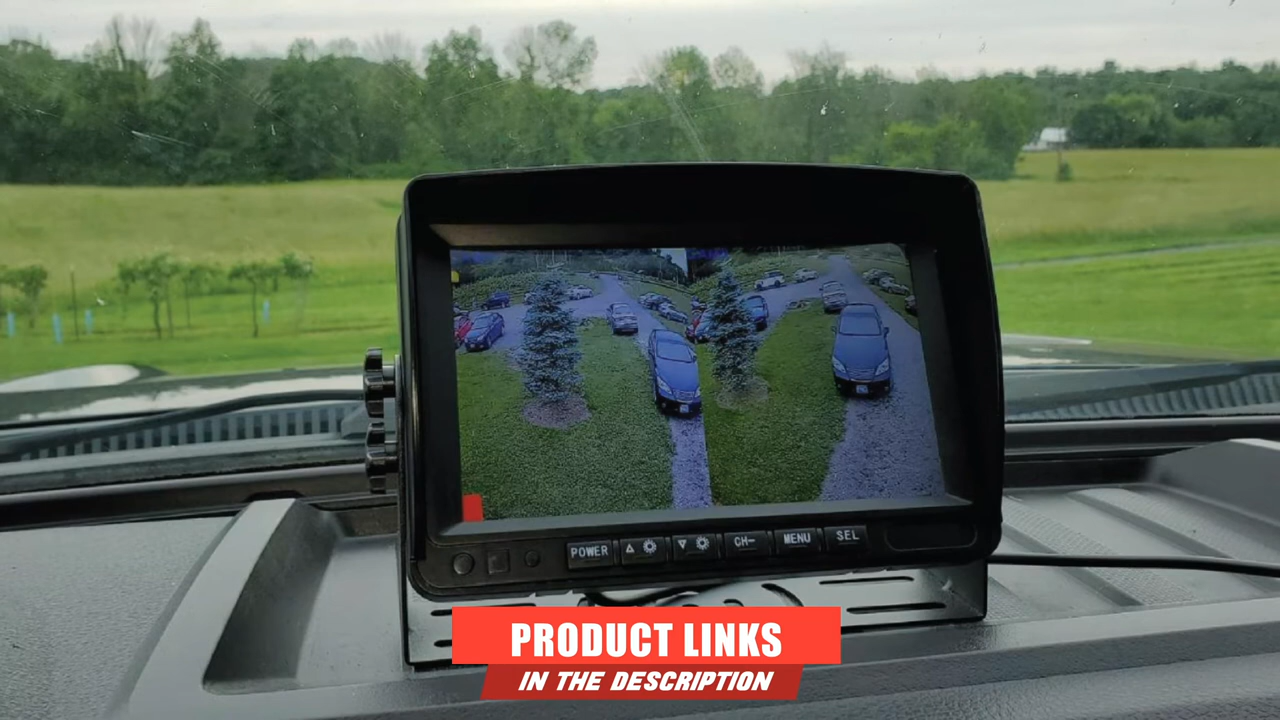 POWER CH- MENU SEL
PRODUCT LINKS
IN THE DESCRIPTION